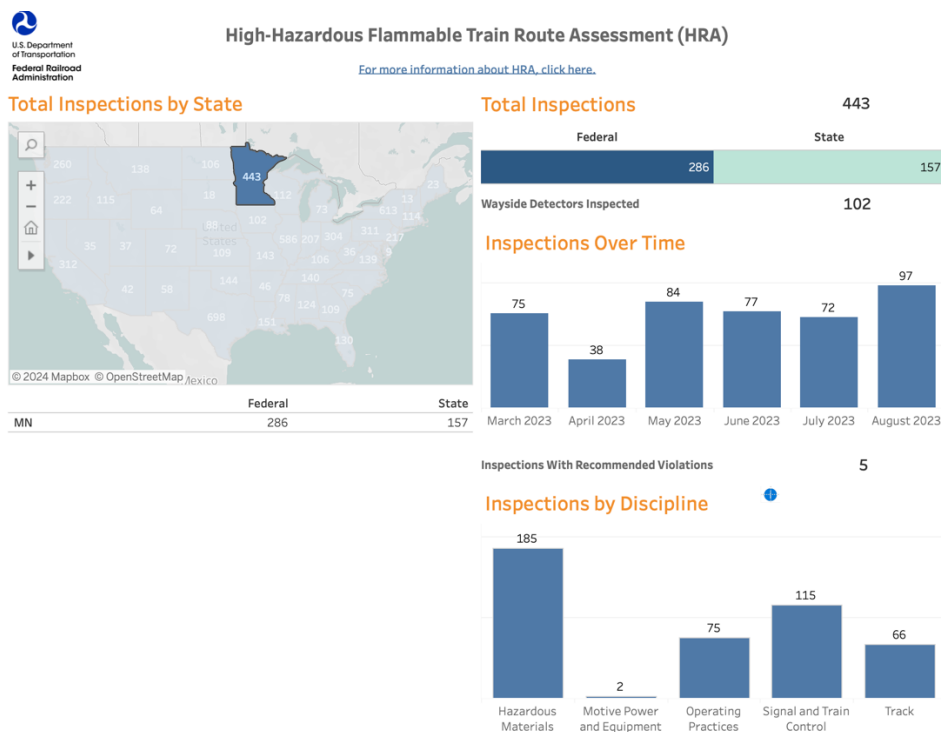 U.S. Department
of Transportation
Federal Railroad
Administration
High-Hazardous Flammable Train Route Assessment (HRA)
For more information about HRA, click here.
Total Inspections by State
260
138
106
443
222
115
64
18
112
73
23
13
613
114
88
United
States
102
311
217
35
37
72
109
143
586
207
304
35
139
9
312
106
42
58
144
46
140
75
698
78
124
109
151
130
Mexico
© 2024 Mapbox © OpenStreetMap
Federal State
MN 286 157
Total Inspections 443
Federal State
286 157
Wayside Detectors Inspected 102
Inspections Over Time
75
38
84
77
72
97
March 2023 April 2023 May 2023 June 2023 July 2023 August 2023
Inspections With Recommended Violations 5
Inspections by Discipline
185
2
75
115
66
Hazardous
Materials
Motive Power
and Equipment
Operating
Practices
Signal and Train
Control
Track